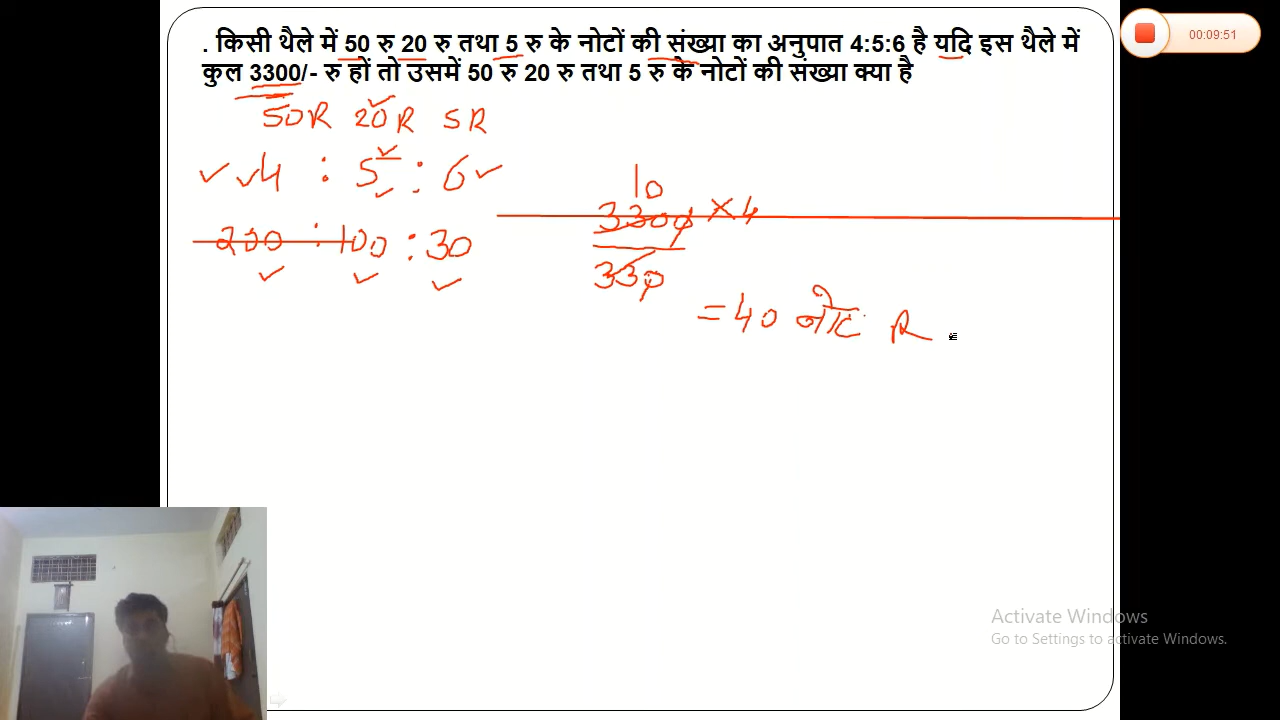 . किसी थैले में 50 रु 20 रु तथा 5 रु के नोटों की संख्या का अनुपात 4:5:6 है यदि इस थैले में
कुल 3300/- रु हों तो उसमें 50 रु 20 रु तथा 5 रु के नोटों की संख्या क्या है
50R 20R 5R
4 : 5 : 6
200 : 100 : 30
10
3300 × 4
330
= 40 नोट R
00:09:51
Activate Windows
Go to Settings to activate Windows.